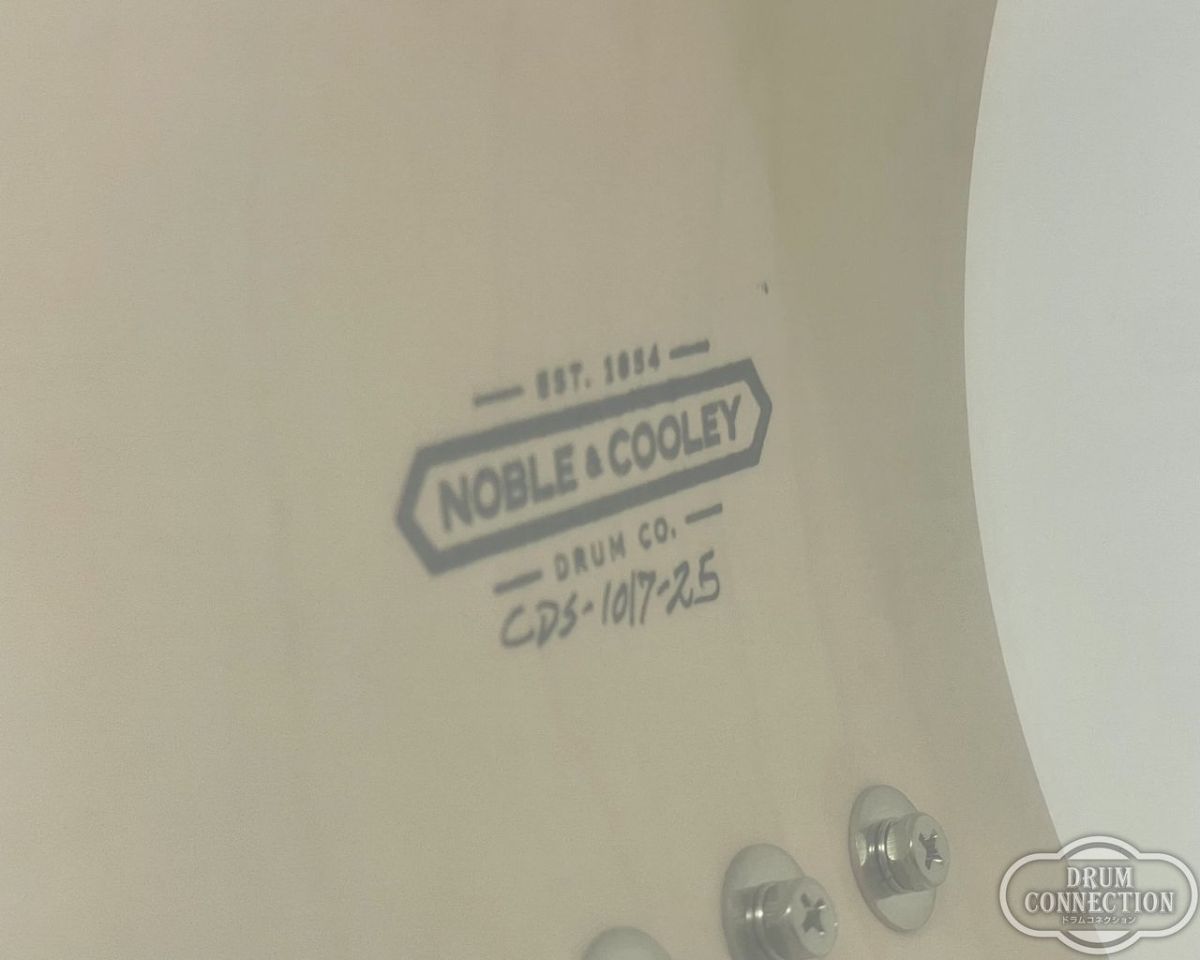 EST. 1854
NOBLE & COOLEY
DRUM CO.
CDS-1017-25
DRUM
CONNECTION
ドラムコネクション